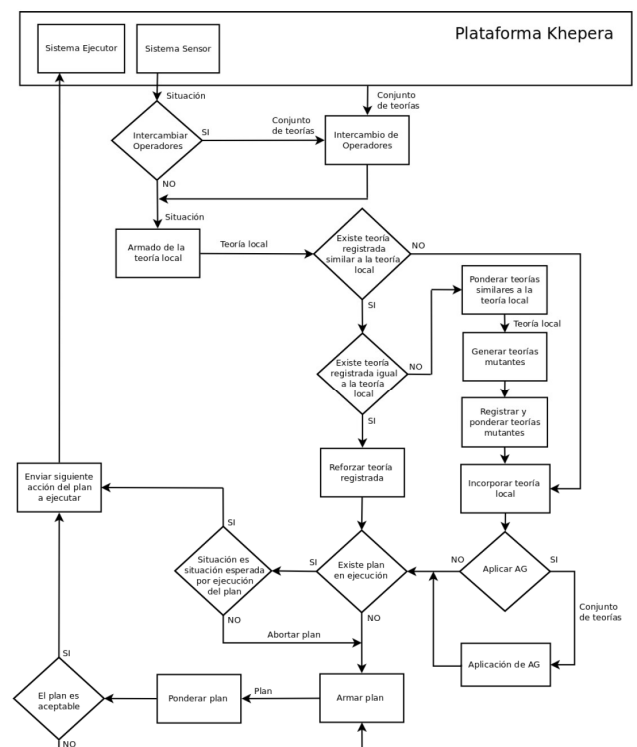 Plataforma Khepera
Sistema Ejecutor
Sistema Sensor
Situación
Conjunto
de teorías
Intercambiar
Operadores
SI
Conjunto
de teorías
Intercambio de
Operadores
NO
Situación
Armado de la
teoría local
Teoría local
Existe teoría
registrada
similar a la teoría
local
NO
SI
Ponderar teorías
similares a la
teoría local
Teoría local
Existe teoría
registrada igual
a la teoría
local
NO
Generar teorías
mutantes
SI
Registrar y
ponderar teorías
mutantes
Enviar siguiente
acción del plan
a ejecutar
Reforzar teoría
registrada
Incorporar teoría
local
SI
Situación es
situación esperada
por ejecución
del plan
SI
Existe plan
en ejecución
NO
Aplicar AG
SI
NO
NO
Conjunto
de teorías
Abortar plan
Aplicación de AG
SI
El plan es
aceptable
Ponderar plan
Plan
Armar plan
NO